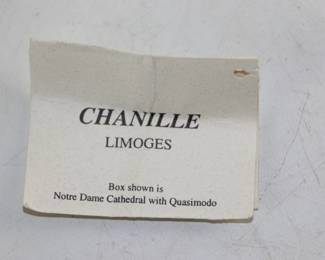 CHANILLE
LIMOGES
Box shown is
Notre Dame Cathedral with Quasimodo